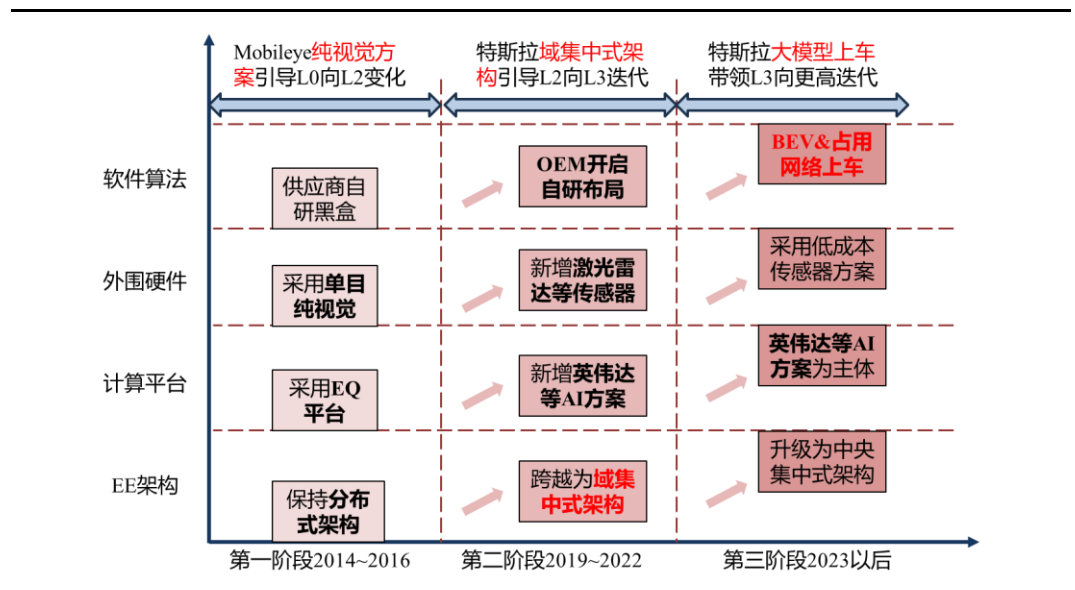 Mobileye纯视觉方
案引导L0向L2变化
特斯拉域集中式架
构引导L2向L3迭代
特斯拉大模型上车
带领L3向更高迭代
软件算法
供应商自
研黑盒
OEM开启
自研布局
BEV&占用
网络上车
外围硬件
采用单目
纯视觉
新增激光雷
达等传感器
采用低成本
传感器方案
计算平台
采用EQ
平台
新增英伟达
等AI方案
英伟达等AI
方案为主体
EE架构
保持分布
式架构
跨越为域集
中式架构
升级为中央
集中式架构
第一阶段2014~2016
第二阶段2019~2022
第三阶段2023以后